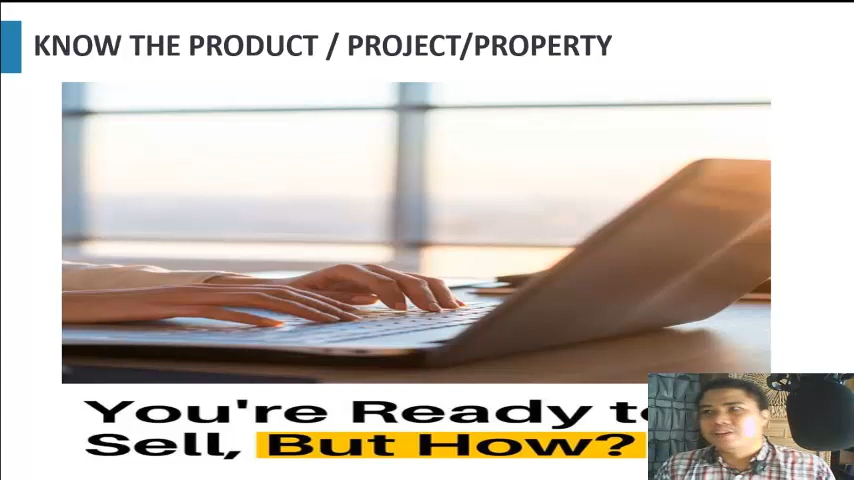 KNOW THE PRODUCT / PROJECT/PROPERTY
You're Ready
Sell, But How?